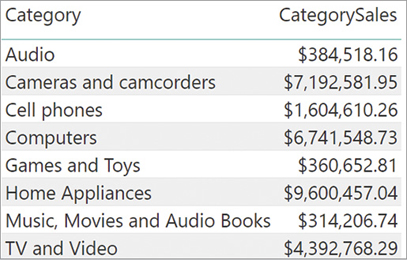 Category CategorySales
Audio $384,518.16
Cameras and camcorders $7,192,581.95
Cell phones $1,604,610.26
Computers $6,741,548.73
Games and Toys $360,652.81
Home Appliances $9,600,457.04
Music, Movies and Audio Books $314,206.74
TV and Video $4,392,768.29